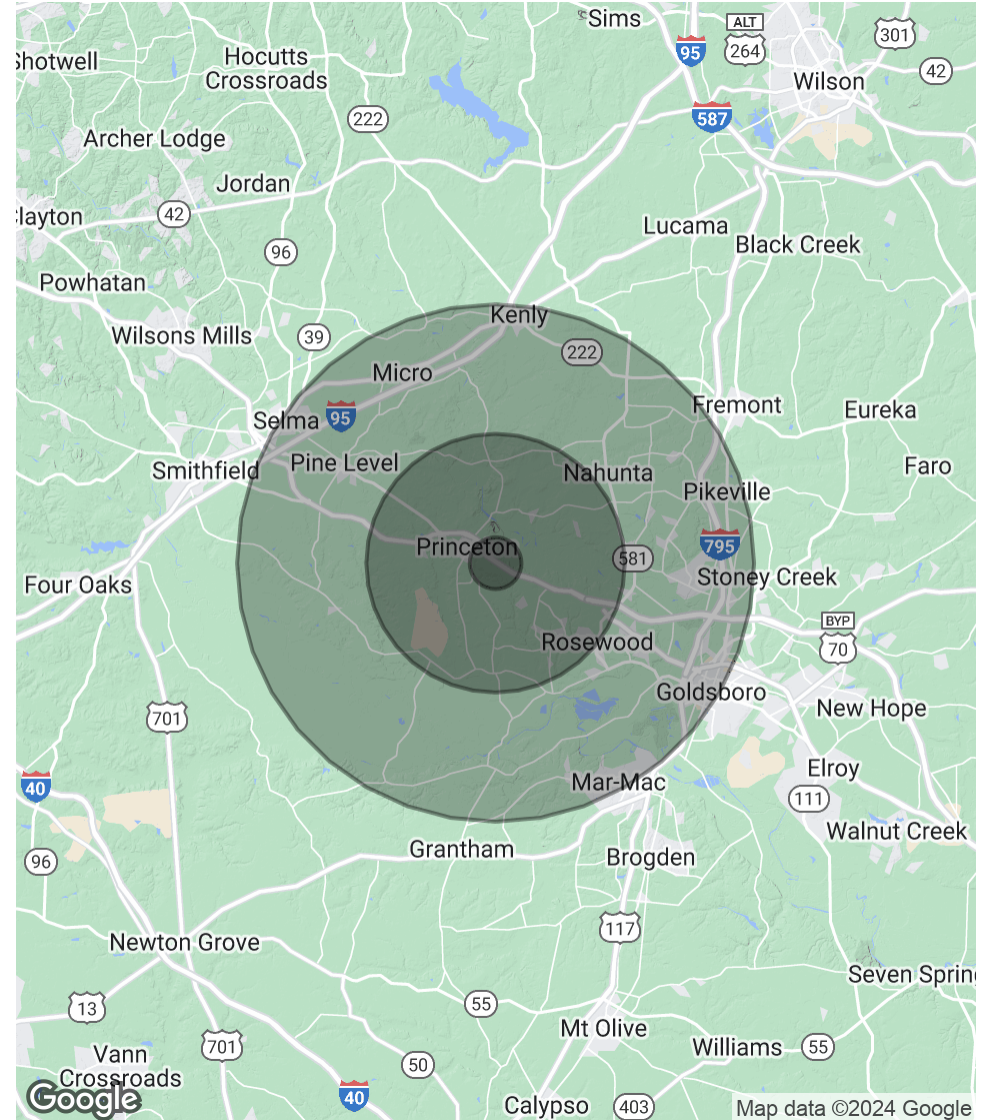 Sims
ALT
264
301
95
Shotwell
Hocutts
Crossroads
42
Wilson
222
587
Archer Lodge
Jordan
Clayton
42
Lucama
Black Creek
96
Powhatan
Kenly
Wilsons Mills
39
222
Micro
Fremont
Eureka
Selma
95
Smithfield
Pine Level
Nahunta
Faro
Pikeville
Princeton
581
795
Four Oaks
Stoney Creek
BYP
70
Rosewood
Goldsboro
New Hope
701
Mar-Mac
Elroy
40
111
Walnut Creek
Grantham
Brogden
96
117
Newton Grove
Seven Spring
13
55
Mt Olive
701
Williams
55
Vann
Crossroads
50
40
Calypso
403
Google
Map data ©2024 Google